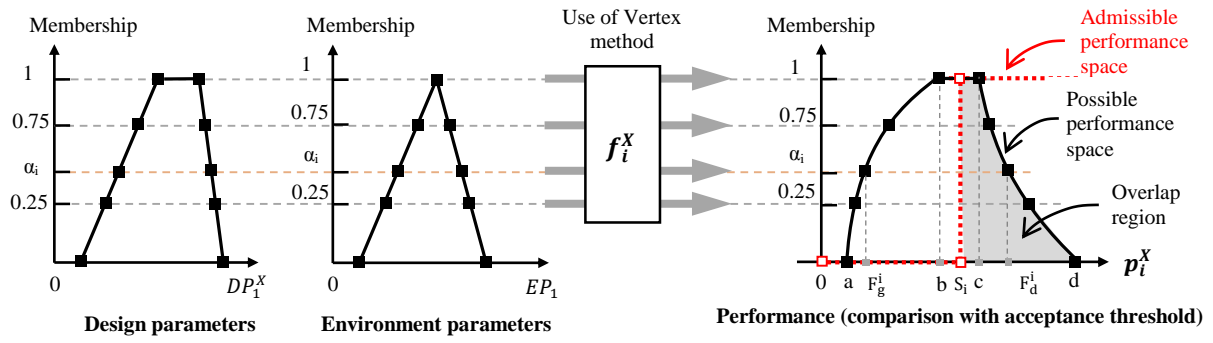 Membership
1
0.75
αi
0.25
0
DP₁ˣ
Design parameters
Membership
1
0.75
αi
0.25
0
EP₁
Environment parameters
Use of Vertex
method
fᵢˣ
Membership
1
0.75
αi
0.25
0
a
Fgⁱ
b
Si
c
Fdⁱ
d
pᵢˣ
Admissible
performance
space
Possible
performance
space
Overlap
region
Performance (comparison with acceptance threshold)